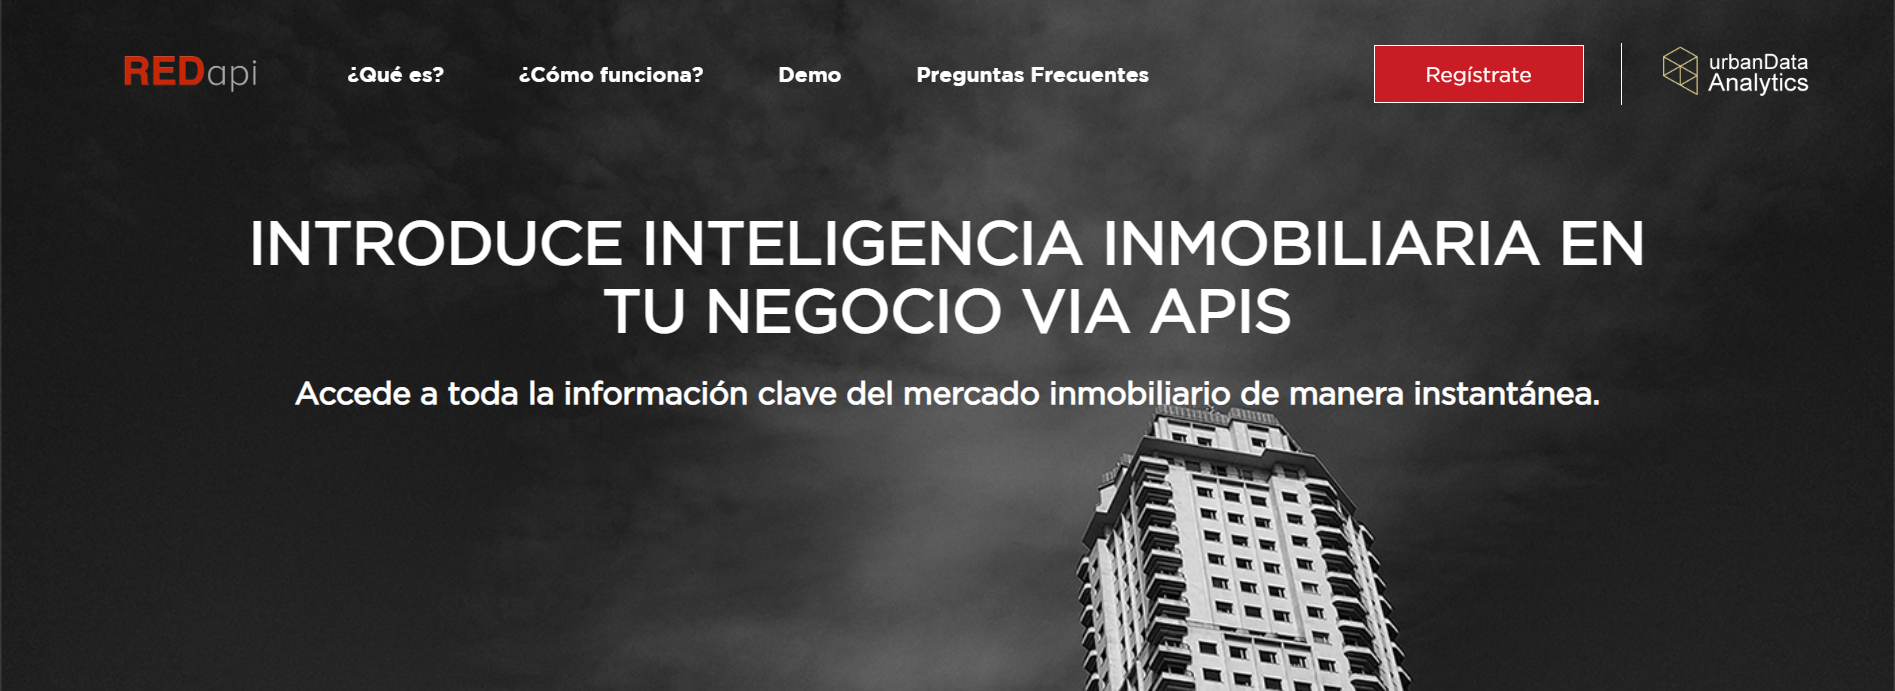 REDapi
¿Qué es?
¿Cómo funciona?
Demo
Preguntas Frecuentes
Regístrate
urbanData
Analytics
INTRODUCE INTELIGENCIA INMOBILIARIA EN
TU NEGOCIO VIA APIS
Accede a toda la información clave del mercado inmobiliario de manera instantánea.